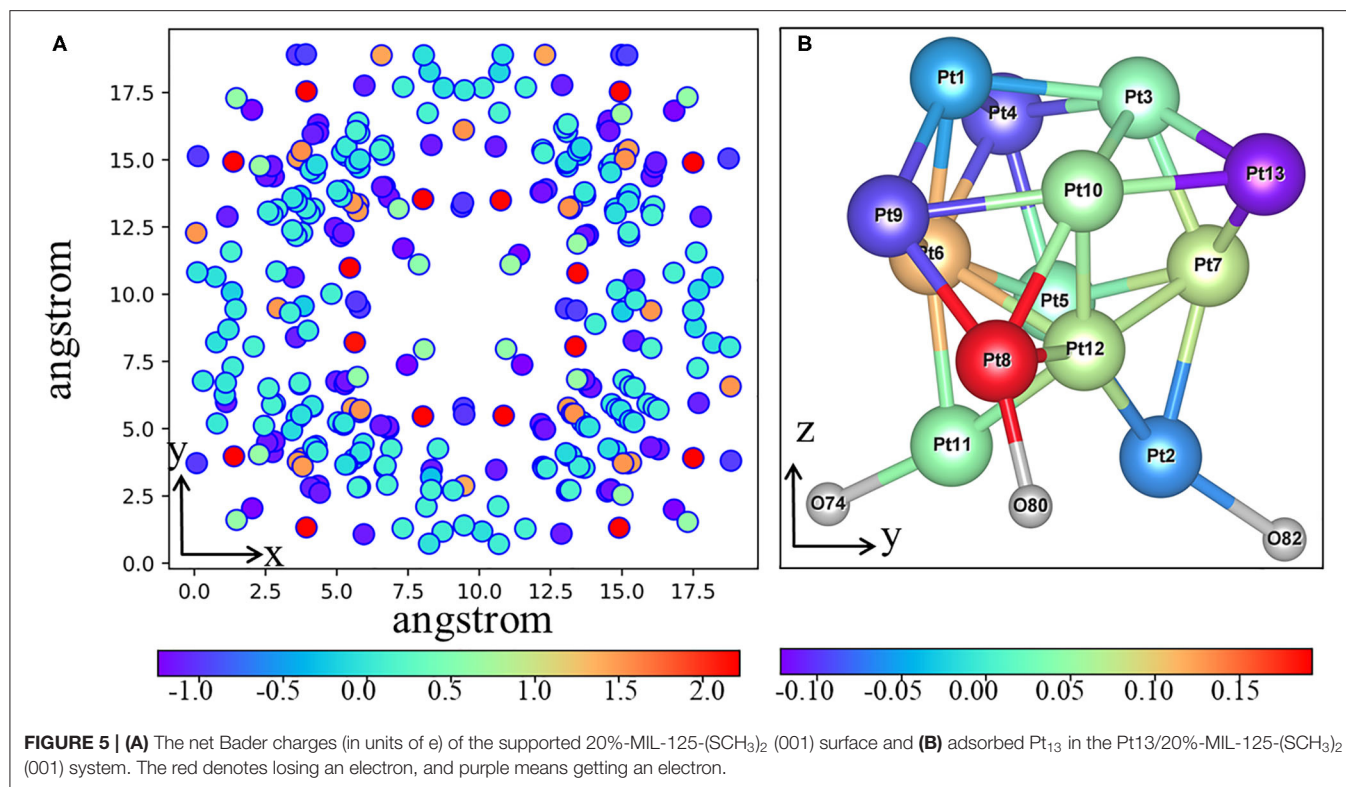 A
17.5
15.0
12.5
10.0
7.5
5.0
2.5
0.0
angstrom
y
x
0.0 2.5 5.0 7.5 10.0 12.5 15.0 17.5
angstrom
-1.0 -0.5 0.0 0.5 1.0 1.5 2.0
B
Pt1
Pt4
Pt3
Pt13
Pt10
Pt9
Pt6
Pt7
Pt5
Pt12
Pt8
Pt11
Pt2
O74
O80
O82
z
y
-0.10 -0.05 0.00 0.05 0.10 0.15
FIGURE 5 | (A) The net Bader charges (in units of e) of the supported 20%-MIL-125-(SCH₃)₂ (001) surface and (B) adsorbed Pt₁₃ in the Pt13/20%-MIL-125-(SCH₃)₂
(001) system. The red denotes losing an electron, and purple means getting an electron.